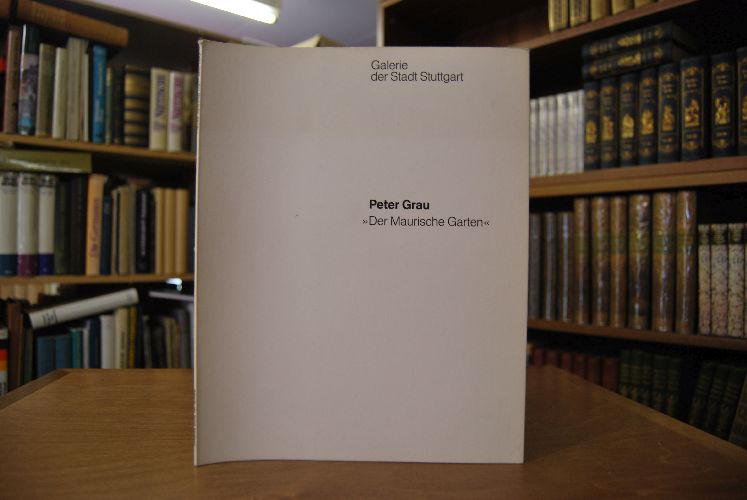 Galerie
der Stadt Stuttgart
Peter Grau
»Der Maurische Garten«